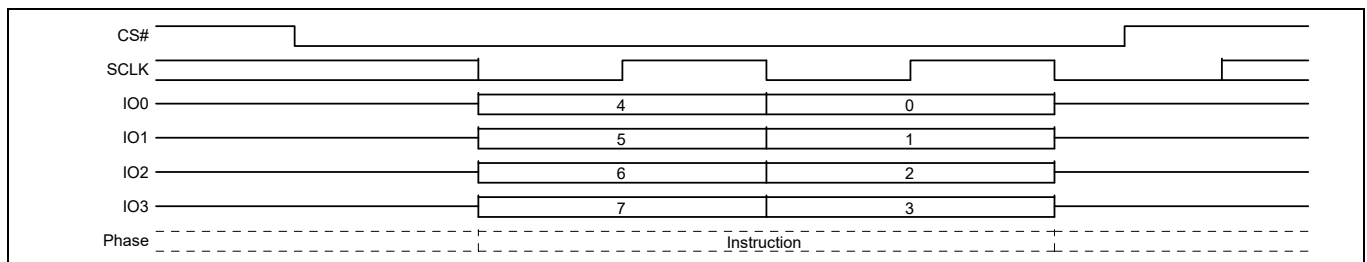 CS#
SCLK
IO0 4 0
IO1 5 1
IO2 6 2
IO3 7 3
Phase Instruction